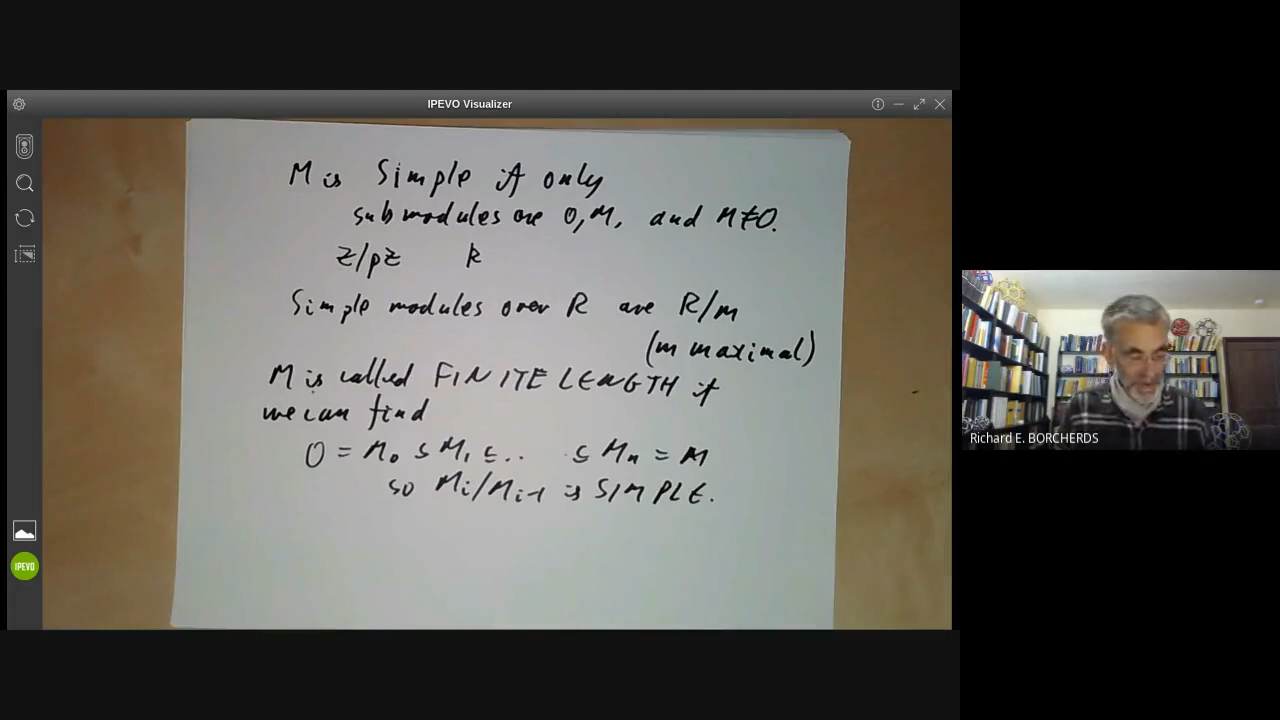 IPEVO Visualizer
M is Simple if only
submodules are 0, M, and M≠0.
Z/pZ k
Simple modules over R are R/m
(m maximal)
M is called FINITE LENGTH if
we can find
0 = M₀ ⊆ M₁ ⊆ .. ⊆ Mₙ = M
so Mᵢ/Mᵢ₋₁ is SIMPLE.
IPEVO
Richard E. BORCHERDS